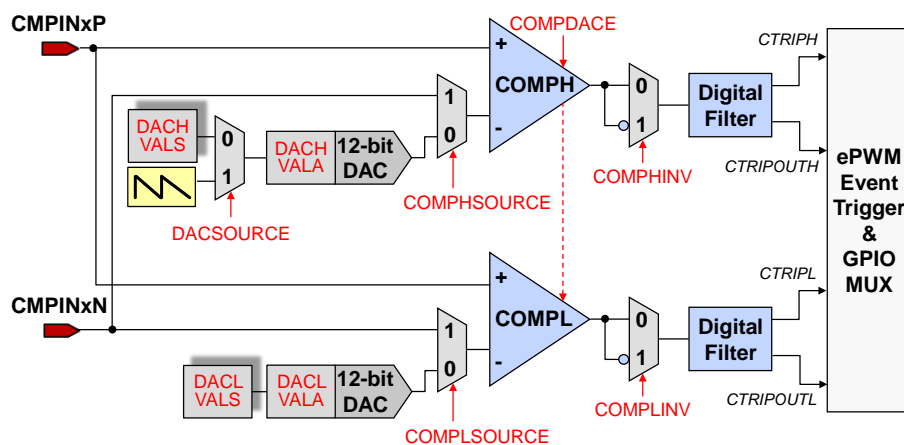 CMPINxP
COMPDACE
CTRIPH
+
COMPH
-
1
0
0
1
Digital
Filter
DACH
VALS
0
1
DACH
VALA
12-bit
DAC
CTRIPOUTH
COMPHINV
COMPHSOURCE
DACSOURCE
ePWM
Event
Trigger
&
GPIO
MUX
CMPINxN
+
COMPL
-
1
0
0
1
Digital
Filter
CTRIPL
DACL
VALS
DACL
VALA
12-bit
DAC
CTRIPOUTL
COMPLINV
COMPLSOURCE